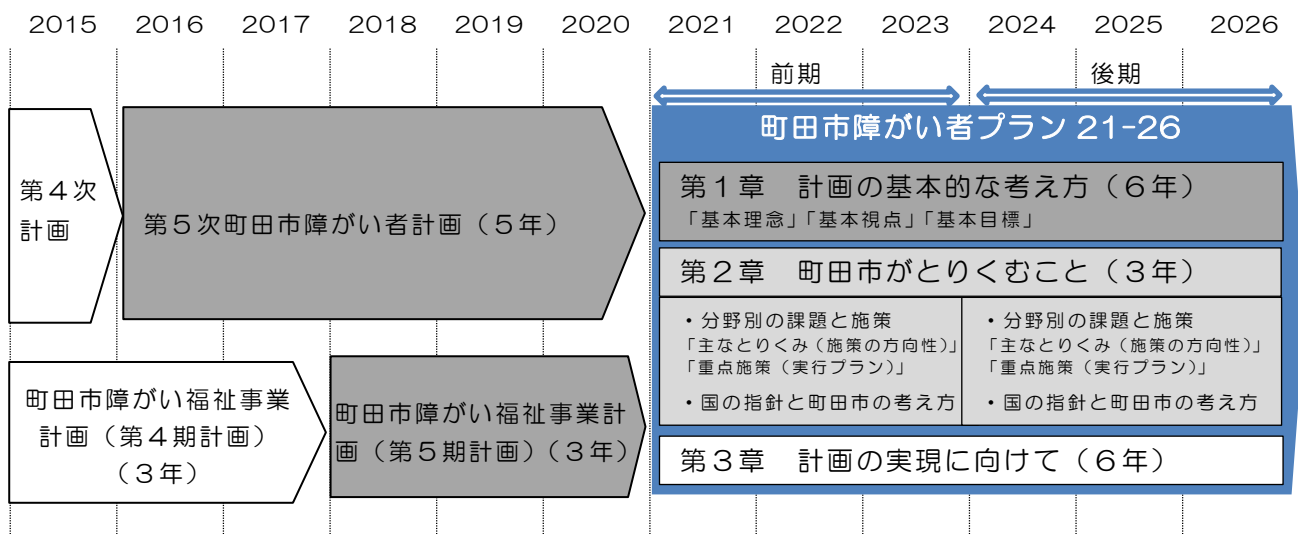 2015 2016 2017 2018 2019 2020 2021 2022 2023 2024 2025 2026
前期 後期
第４次
計画
第５次町田市障がい者計画（５年）
町田市障がい福祉事業
計画（第４期計画）
（３年）
町田市障がい福祉事業計
画（第５期計画）（３年）
町田市障がい者プラン 21-26
第１章　計画の基本的な考え方（６年）
「基本理念」「基本視点」「基本目標」
第２章　町田市がとりくむこと（３年）
・分野別の課題と施策
「主なとりくみ（施策の方向性）」
「重点施策（実行プラン）」
・国の指針と町田市の考え方
・分野別の課題と施策
「主なとりくみ（施策の方向性）」
「重点施策（実行プラン）」
・国の指針と町田市の考え方
第３章　計画の実現に向けて（６年）